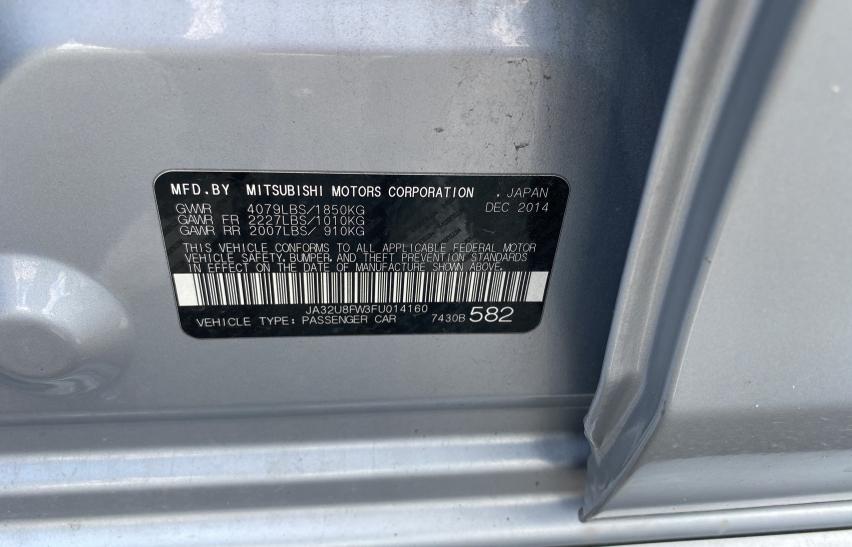 MFD.BY MITSUBISHI MOTORS CORPORATION . JAPAN
GVWR 4079LBS/1850KG DEC 2014
GAWR FR 2227LBS/1010KG
GAWR RR 2007LBS/ 910KG
THIS VEHICLE CONFORMS TO ALL APPLICABLE FEDERAL MOTOR
VEHICLE SAFETY, BUMPER, AND THEFT PREVENTION STANDARDS
IN EFFECT ON THE DATE OF MANUFACTURE SHOWN ABOVE.
JA32U8FW3FU014160
VEHICLE TYPE: PASSENGER CAR 7430B 582